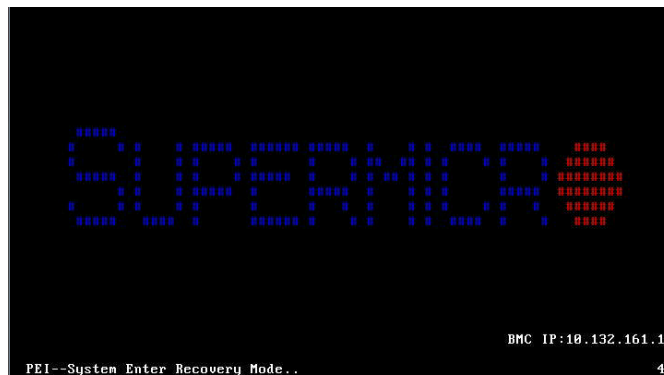 SUPERMICRO
BMC IP:10.132.161.1
PEI--System Enter Recovery Mode..
4